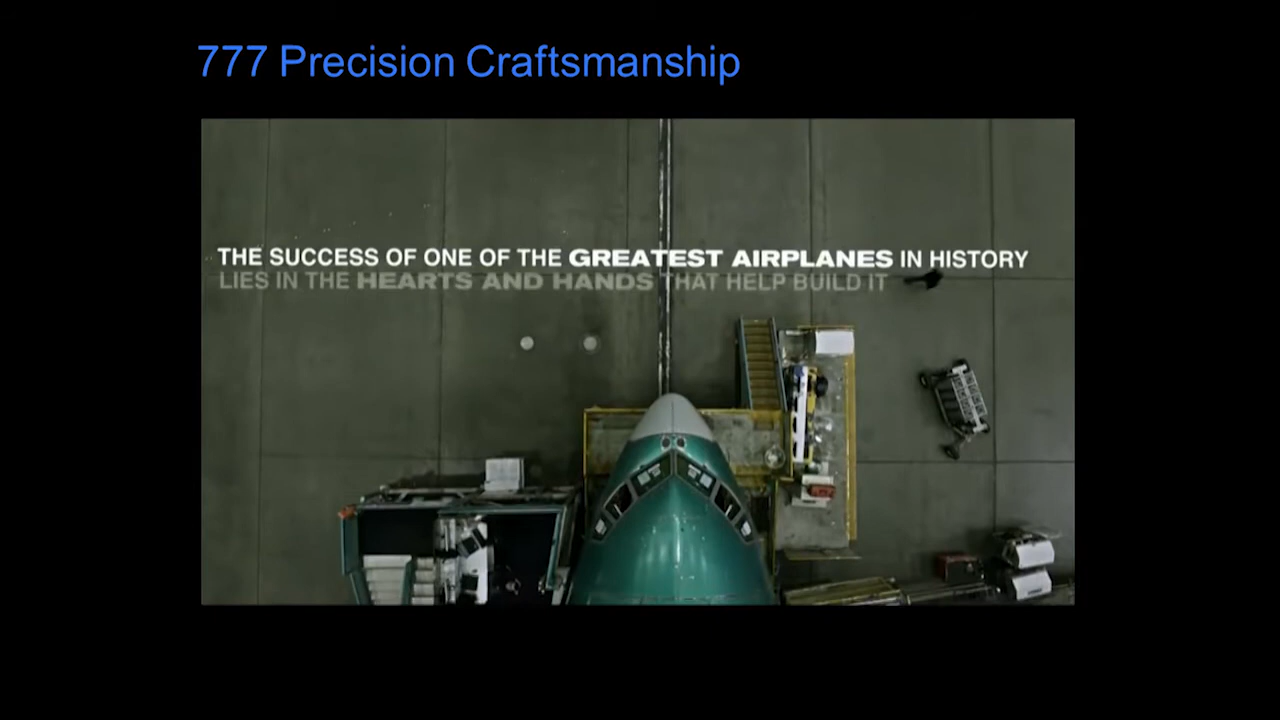 777 Precision Craftsmanship
THE SUCCESS OF ONE OF THE GREATEST AIRPLANES IN HISTORY
LIES IN THE HEARTS AND HANDS THAT HELP BUILD IT